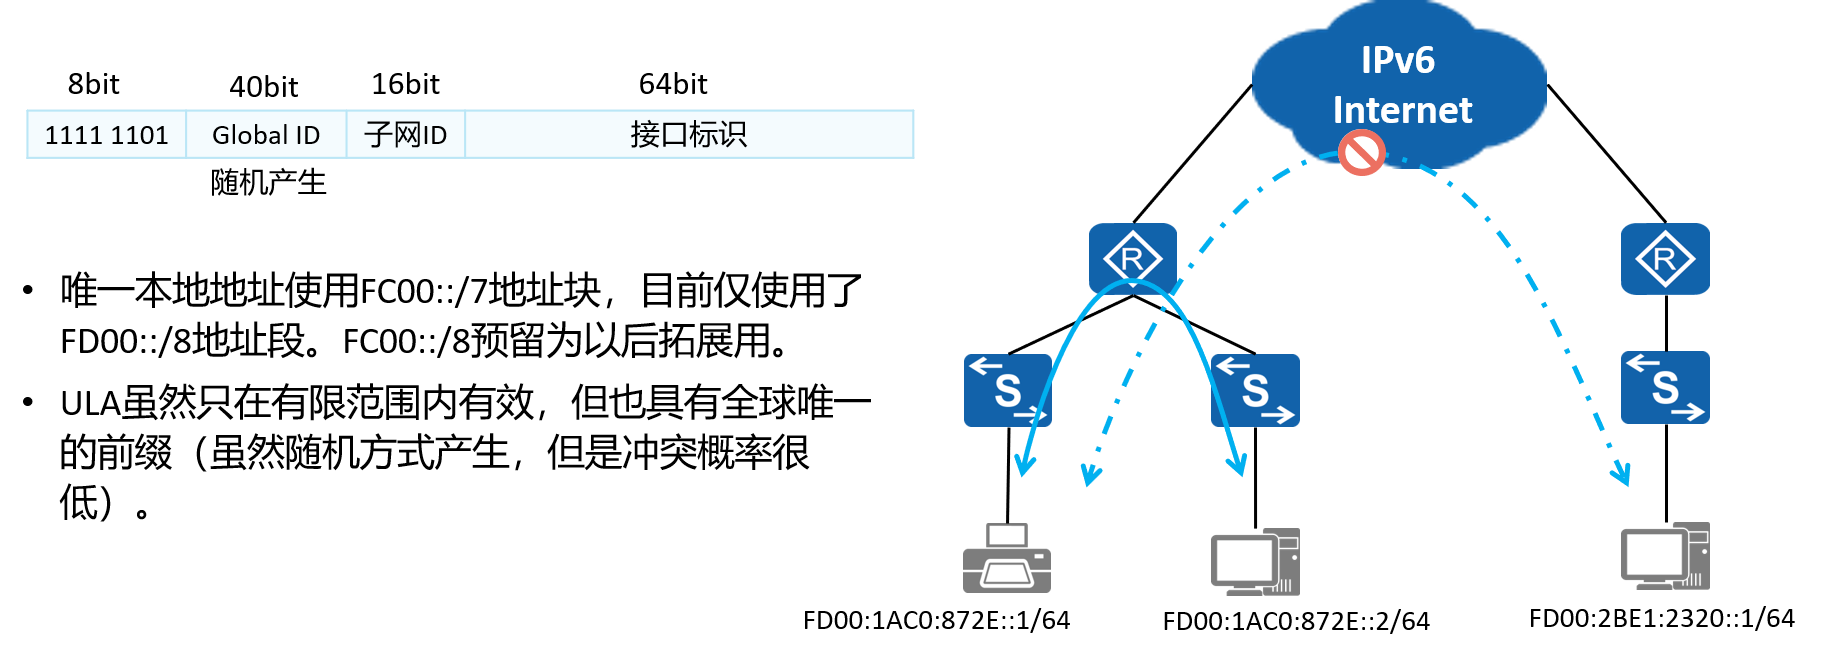 8bit
40bit
16bit
64bit
1111 1101
Global ID
子网ID
接口标识
随机产生
• 唯一本地地址使用FC00::/7地址块，目前仅使用了
FD00::/8地址段。FC00::/8预留为以后拓展用。
• ULA虽然只在有限范围内有效，但也具有全球唯一
的前缀（虽然随机方式产生，但是冲突概率很
低）。
IPv6
Internet
R
R
S
S
S
FD00:1AC0:872E::1/64
FD00:1AC0:872E::2/64
FD00:2BE1:2320::1/64